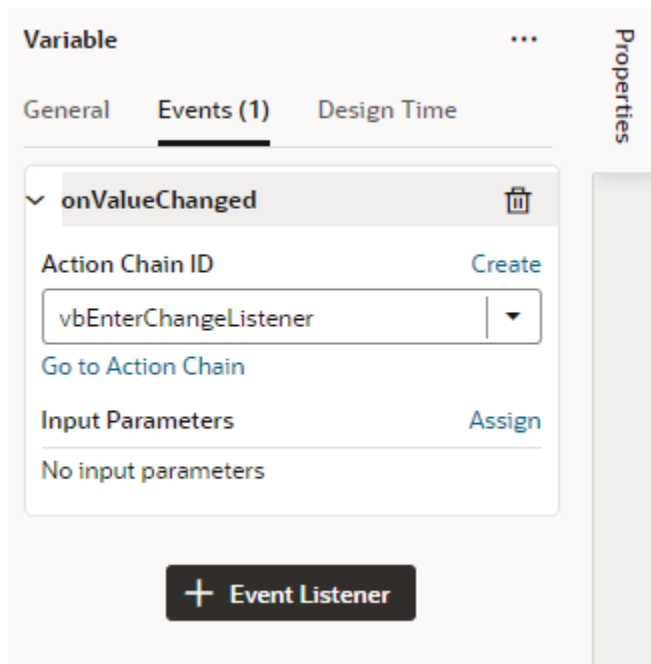 Variable
...
Properties
General Events (1) Design Time
onValueChanged
Action Chain ID Create
vbEnterChangeListener
Go to Action Chain
Input Parameters Assign
No input parameters
+ Event Listener